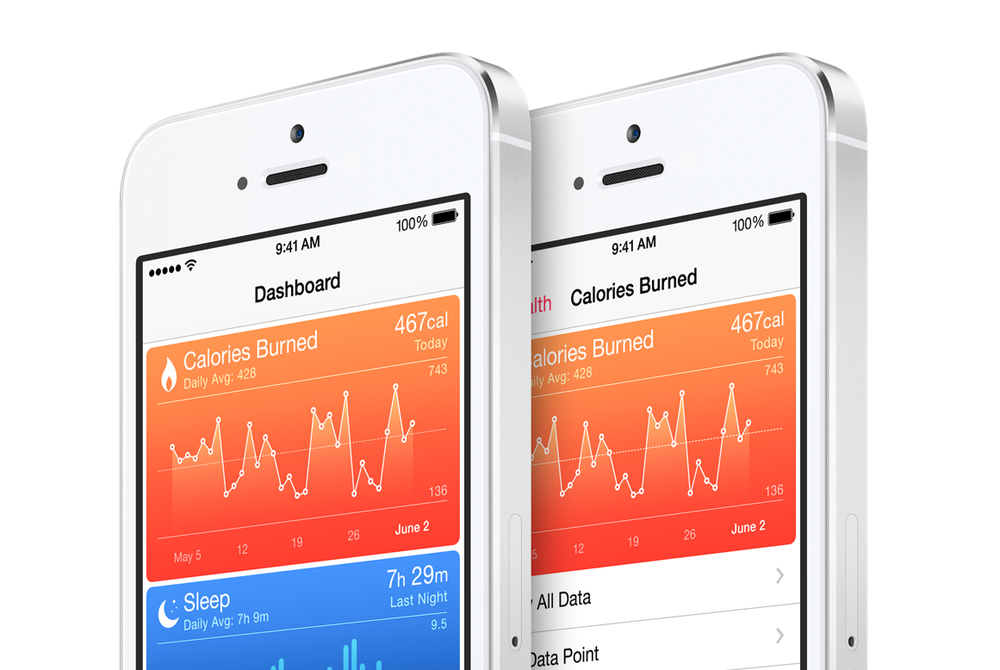 100%
9:41 AM
Dashboard
Calories Burned
467cal
Daily Avg: 428
Today
743
136
May 5
12
19
26
June 2
Sleep
7h 29m
Daily Avg: 7h 9m
Last Night
9.5
100%
9:41 AM
alth
Calories Burned
alories Burned
467cal
ily Avg: 428
Today
743
136
5
12
19
26
June 2
All Data
Data Point